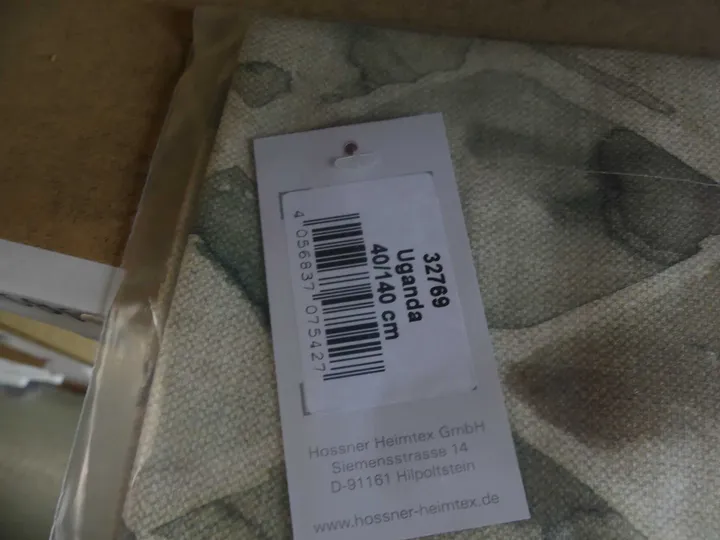 32769
Uganda
40/140 cm
4 056837 075427
Hossner Heimtex GmbH
Siemensstrasse 14
D-91161 Hilpoltstein
www.hossner-heimtex.de